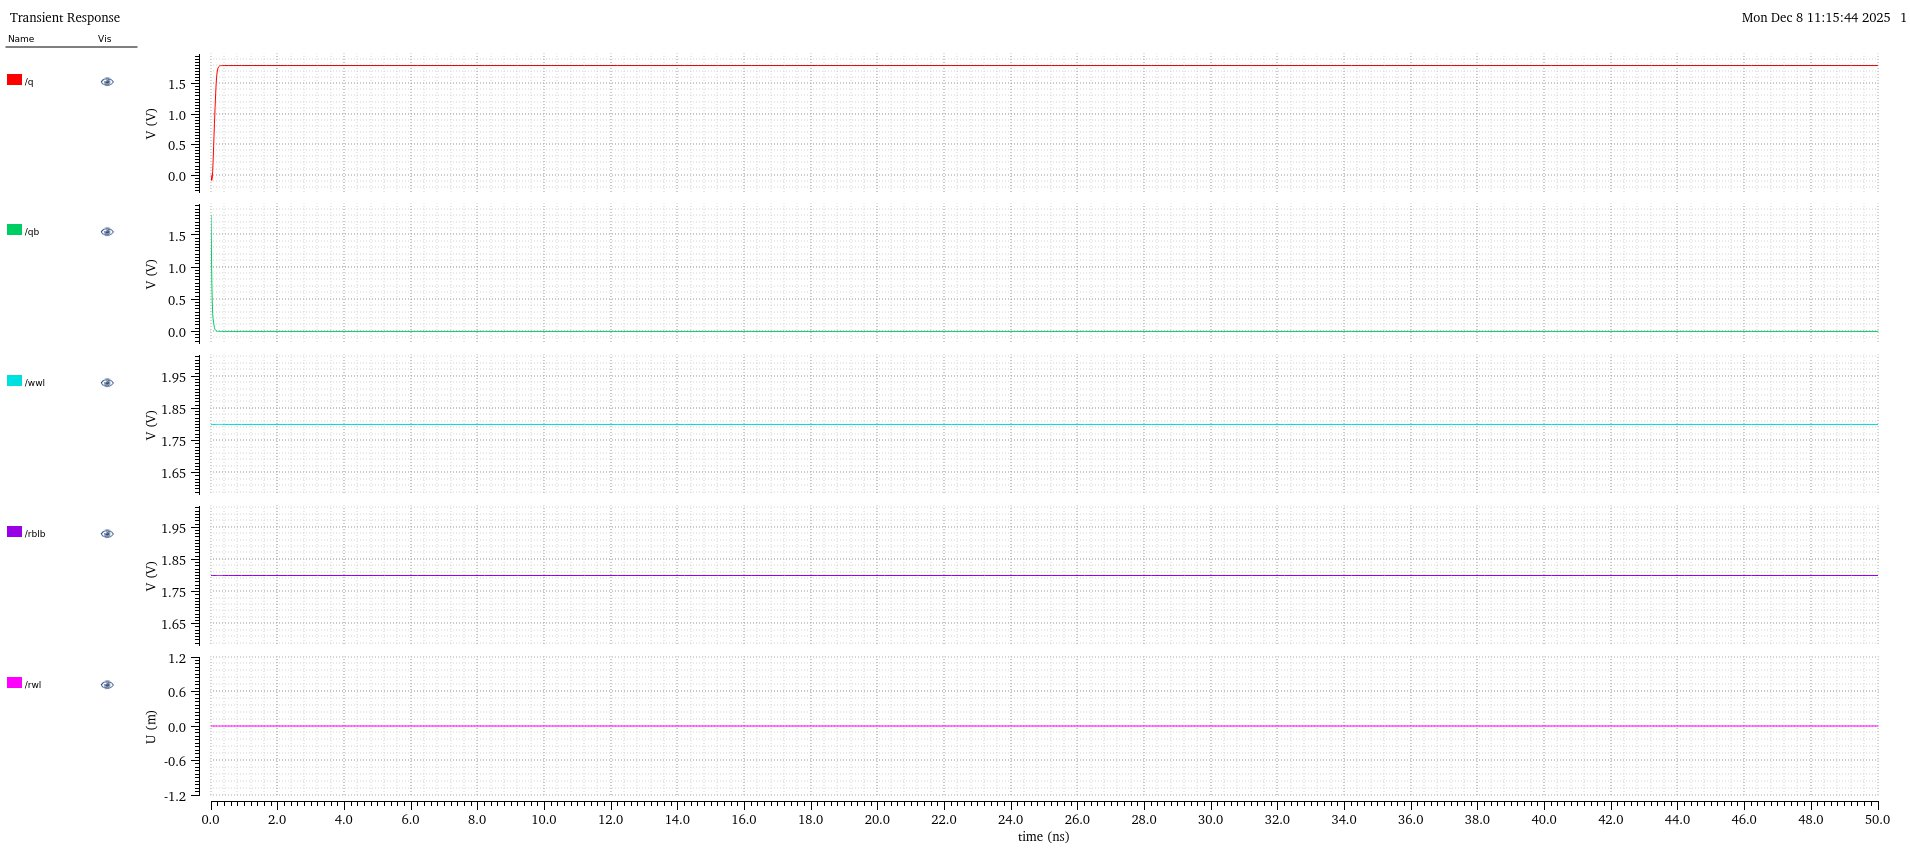 Transient Response
Mon Dec 8 11:15:44 2025 1
Name Vis
/q
V (V)
1.5
1.0
0.5
0.0
/qb
V (V)
1.5
1.0
0.5
0.0
/wwl
V (V)
1.95
1.85
1.75
1.65
/rblb
V (V)
1.95
1.85
1.75
1.65
/rwl
U (m)
1.2
0.6
0.0
-0.6
-1.2
0.0 2.0 4.0 6.0 8.0 10.0 12.0 14.0 16.0 18.0 20.0 22.0 24.0 26.0 28.0 30.0 32.0 34.0 36.0 38.0 40.0 42.0 44.0 46.0 48.0 50.0
time (ns)